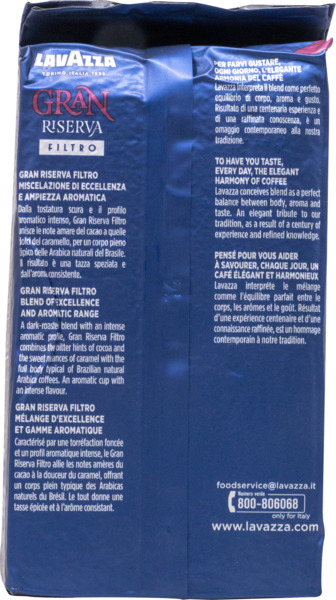 LAVAZZA
TORINO, ITALIA, 1895
GRAN
RISERVA
FILTRO
GRAN RISERVA FILTRO
MISCELAZIONE DI ECCELLENZA
E AMPIEZZA AROMATICA
Dalla tostatura scura e il profilo
aromatico intenso, Gran Riserva Filtro
unisce le note amare del cacao a quelle
soffici del caramello, per un corpo pieno
tipico delle Arabica naturali del Brasile.
Il risultato è una tazza speziata e
dall'aroma consistente.
GRAN RISERVA FILTRO
BLEND OF EXCELLENCE
AND AROMATIC RANGE
A dark-roasted blend with an intense
aromatic profile, Gran Riserva Filtro
combines the bitter hints of cocoa and
the sweet nuances of caramel with the
full body typical of Brazilian natural
Arabica coffees. An aromatic cup with
an intense flavour.
GRAN RISERVA FILTRO
MÉLANGE D'EXCELLENCE
ET GAMME AROMATIQUE
Caractérisé par une torréfaction foncée
et un profil aromatique intense, le Gran
Riserva Filtro allie les notes amères du
cacao à la douceur du caramel, offrant
un corps plein typique des Arabicas
naturels du Brésil. Le tout donne une
tasse épicée et à l'arôme consistant.
PER FARVI GUSTARE,
OGNI GIORNO, L'ELEGANTE
ARMONIA DEL CAFFÈ
Lavazza interpreta il blend come perfetto
equilibrio di corpo, aroma e gusto.
Risultato di una centenaria esperienza e
di una raffinata conoscenza, è un
omaggio contemporaneo alla nostra
tradizione.
TO HAVE YOU TASTE,
EVERY DAY, THE ELEGANT
HARMONY OF COFFEE
Lavazza conceives blend as a perfect
balance between body, aroma and
taste. An elegant tribute to our
tradition, as a result of a century of
experience and refined knowledge.
PENSÉ POUR VOUS AIDER
À SAVOURER, CHAQUE JOUR, UN
CAFÉ ÉLÉGANT ET HARMONIEUX
Lavazza interprète le mélange
comme l'équilibre parfait entre le
corps, les arômes et le goût. Résultat
d'une expérience centenaire et d'une
connaissance raffinée, est un hommage
contemporain à notre tradition.
foodservice@lavazza.it
Numero verde
800-806068
only for Italy
www.lavazza.com